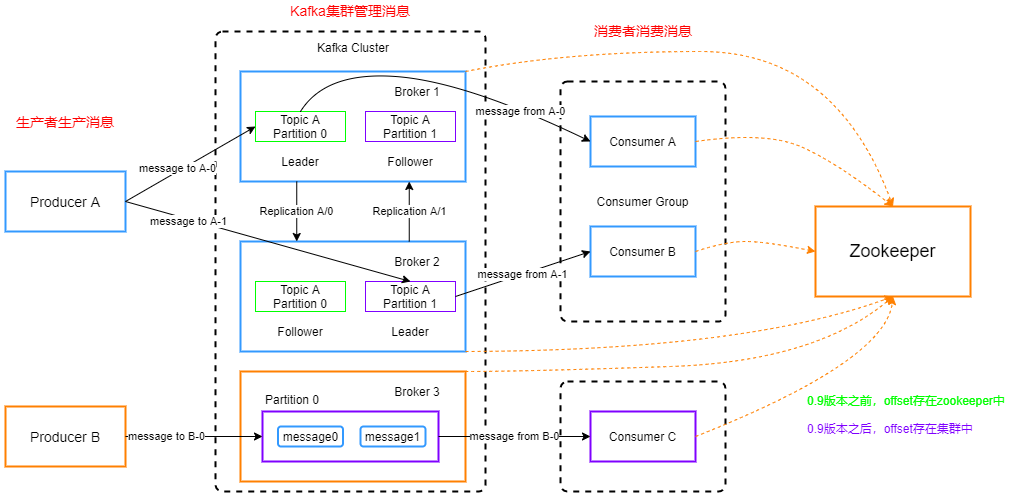 Kafka集群管理消息
消费者消费消息
生产者生产消息
Kafka Cluster
Broker 1
Topic A
Partition 0
Topic A
Partition 1
Leader
Follower
message from A-0
Consumer A
message to A-0
Producer A
Consumer Group
Replication A/0
Replication A/1
message to A-1
Broker 2
Consumer B
Zookeeper
message from A-1
Topic A
Partition 0
Topic A
Partition 1
Follower
Leader
Broker 3
Partition 0
0.9版本之前，offset存在zookeeper中
0.9版本之后，offset存在集群中
Producer B
message to B-0
message0
message1
message from B-0
Consumer C